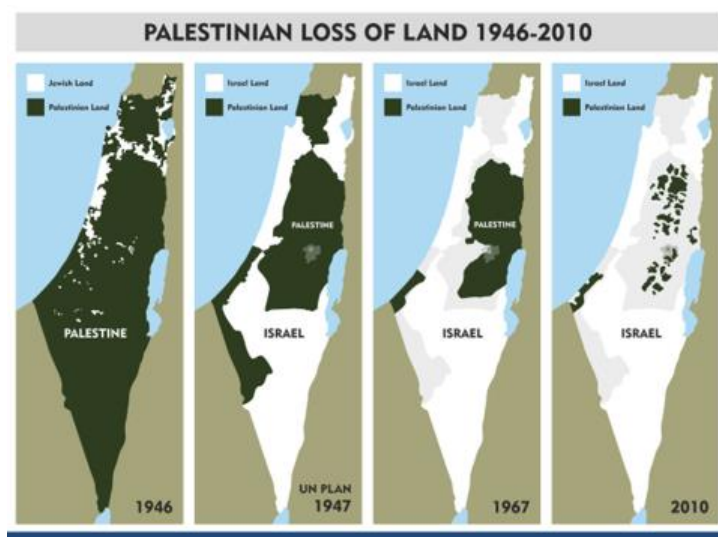 PALESTINIAN LOSS OF LAND 1946-2010
Jewish Land
Palestinian Land
PALESTINE
1946
Israel Land
Palestinian Land
PALESTINE
ISRAEL
UN PLAN
1947
Israel Land
Palestinian Land
PALESTINE
ISRAEL
1967
Israel Land
Palestinian Land
ISRAEL
2010